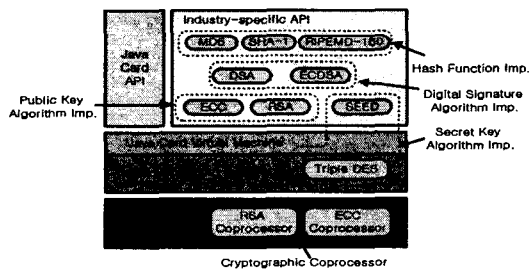 Industry-specific API
Java
Card
API
MD5
SHA-1
RIPEMD-160
Hash Function Imp.
DSA
ECDSA
Digital Signature
Algorithm Imp.
Public Key
Algorithm Imp.
ECC
RSA
SEED
Secret Key
Algorithm Imp.
Triple DES
RSA
Coprocessor
ECC
Coprocessor
Cryptographic Coprocessor